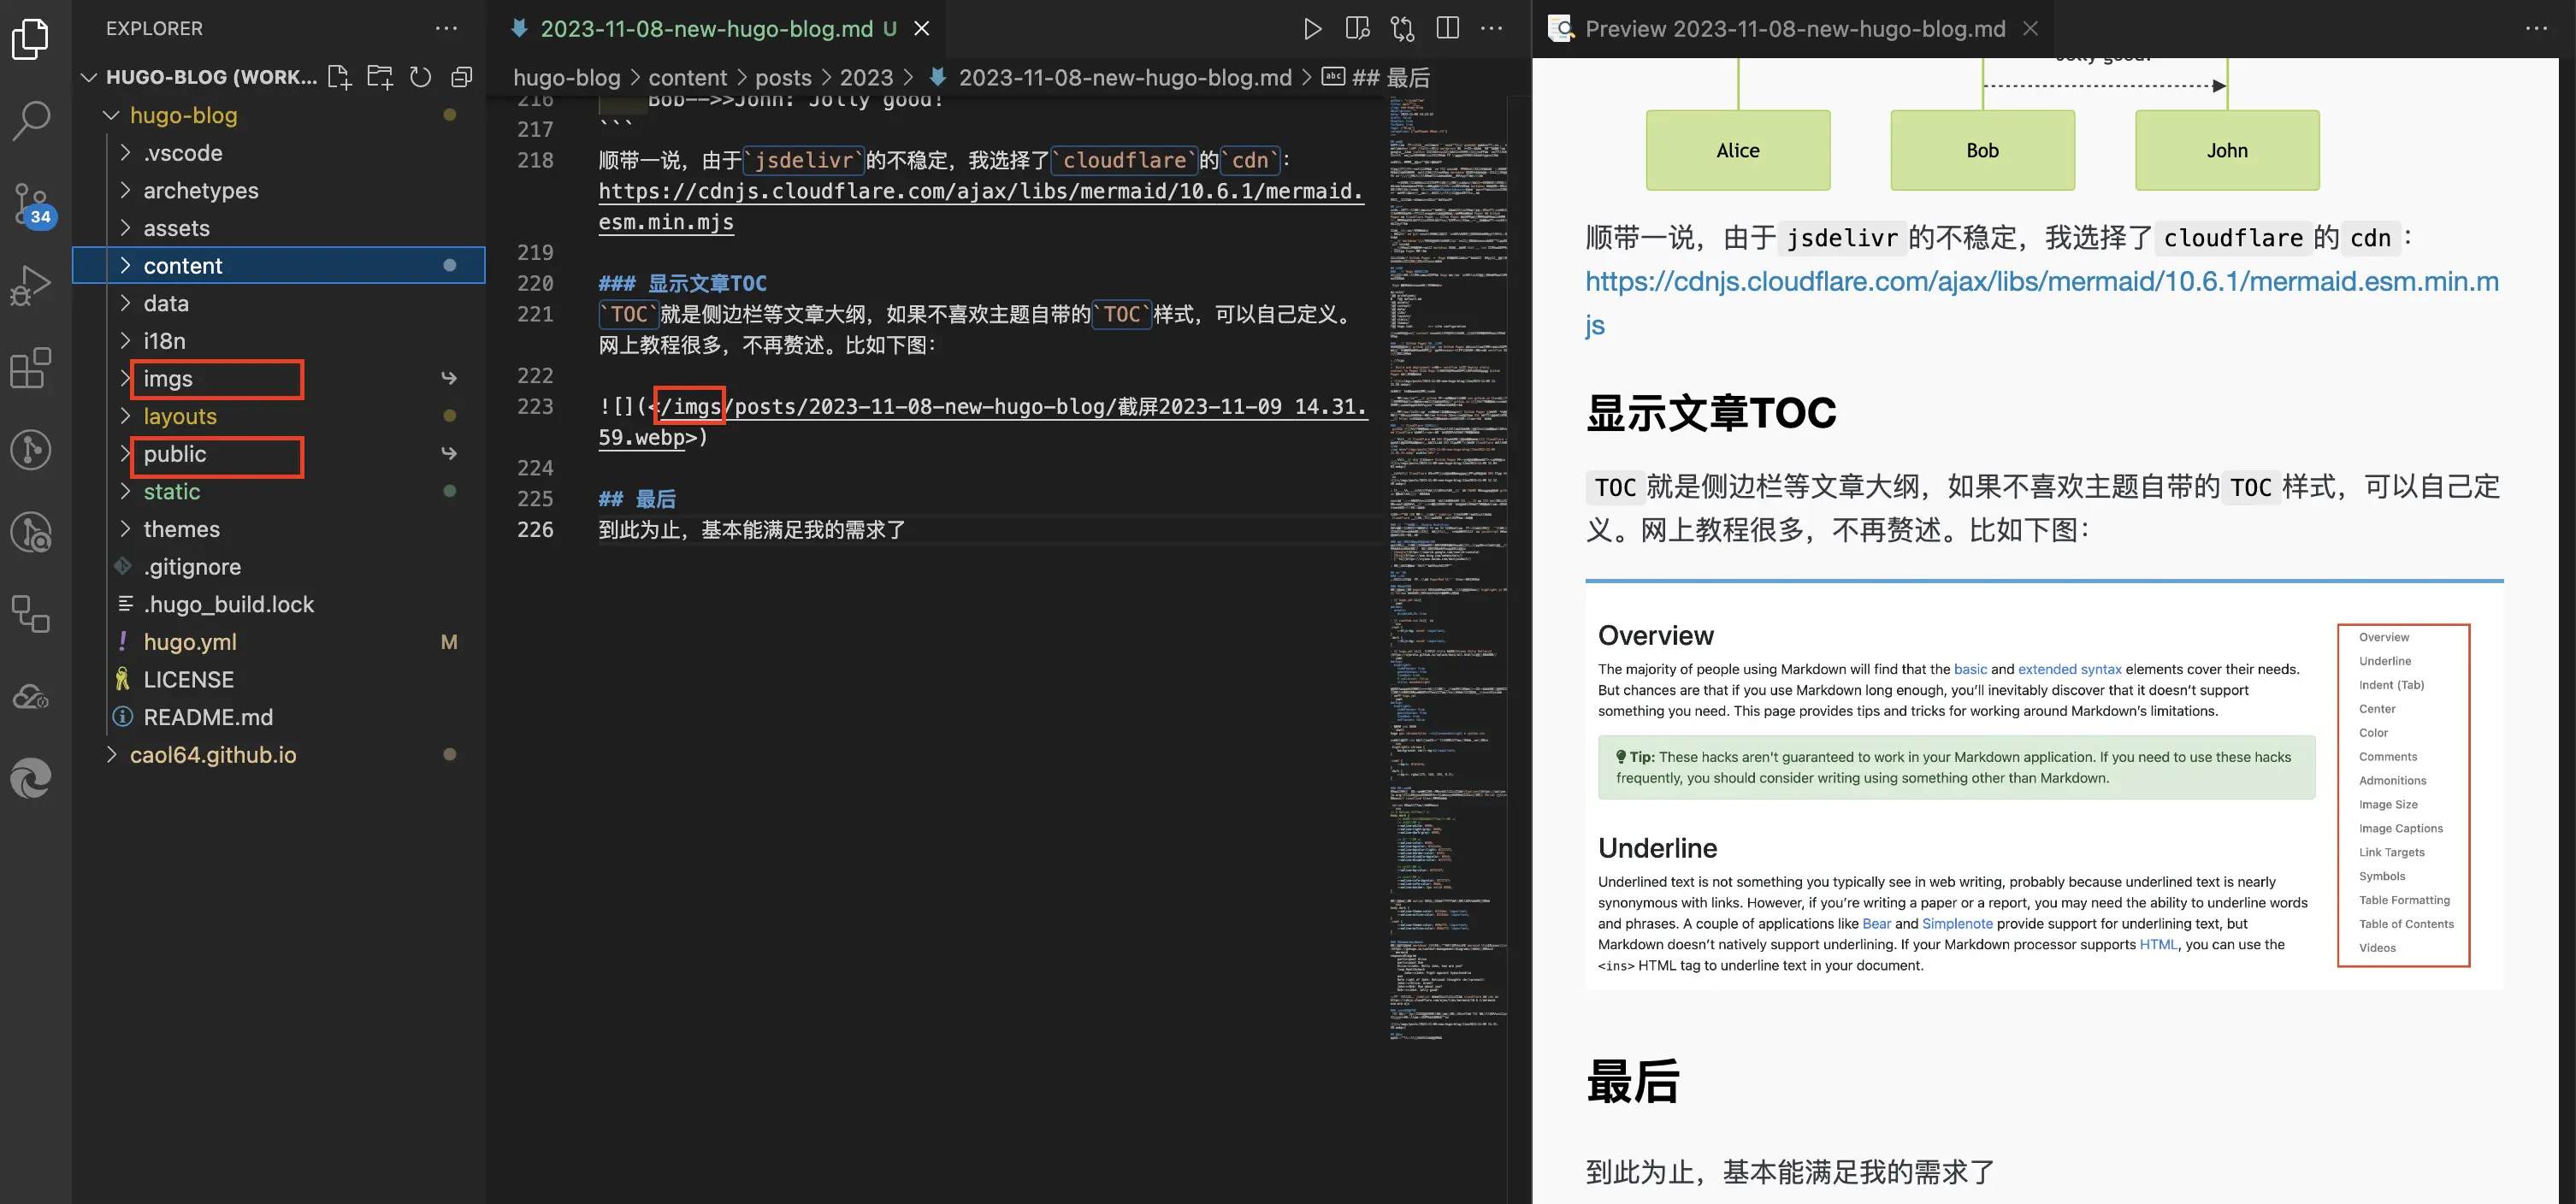 EXPLORER
HUGO-BLOG (WORK...
hugo-blog
.vscode
archetypes
assets
content
data
i18n
imgs
layouts
public
static
themes
.gitignore
.hugo_build.lock
hugo.yml M
LICENSE
README.md
caol64.github.io
34
2023-11-08-new-hugo-blog.md U
hugo-blog > content > posts > 2023 > 2023-11-08-new-hugo-blog.md > abc ## 最后
216 Bob-->>John: Jolly good!
217 ```
218 顺带一说，由于`jsdelivr`的不稳定，我选择了`cloudflare`的`cdn`：
https://cdnjs.cloudflare.com/ajax/libs/mermaid/10.6.1/mermaid.
esm.min.mjs
219
220 ### 显示文章TOC
221 `TOC`就是侧边栏等文章大纲，如果不喜欢主题自带的`TOC`样式，可以自己定义。
网上教程很多，不再赘述。比如下图：
222
223 ![](</imgs/posts/2023-11-08-new-hugo-blog/截屏2023-11-09 14.31.
59.webp>)
224
225 ## 最后
226 到此为止，基本能满足我的需求了
Preview 2023-11-08-new-hugo-blog.md
Jolly good!
Alice Bob John
顺带一说，由于 jsdelivr 的不稳定，我选择了 cloudflare 的 cdn：
https://cdnjs.cloudflare.com/ajax/libs/mermaid/10.6.1/mermaid.esm.min.m
js
显示文章TOC
TOC 就是侧边栏等文章大纲，如果不喜欢主题自带的 TOC 样式，可以自己定
义。网上教程很多，不再赘述。比如下图：
Overview
The majority of people using Markdown will find that the basic and extended syntax elements cover their needs.
But chances are that if you use Markdown long enough, you'll inevitably discover that it doesn't support
something you need. This page provides tips and tricks for working around Markdown's limitations.
Tip: These hacks aren't guaranteed to work in your Markdown application. If you need to use these hacks
frequently, you should consider writing using something other than Markdown.
Underline
Underlined text is not something you typically see in web writing, probably because underlined text is nearly
synonymous with links. However, if you're writing a paper or a report, you may need the ability to underline words
and phrases. A couple of applications like Bear and Simplenote provide support for underlining text, but
Markdown doesn't natively support underlining. If your Markdown processor supports HTML, you can use the
<ins> HTML tag to underline text in your document.
Overview
Underline
Indent (Tab)
Center
Color
Comments
Admonitions
Image Size
Image Captions
Link Targets
Symbols
Table Formatting
Table of Contents
Videos
最后
到此为止，基本能满足我的需求了